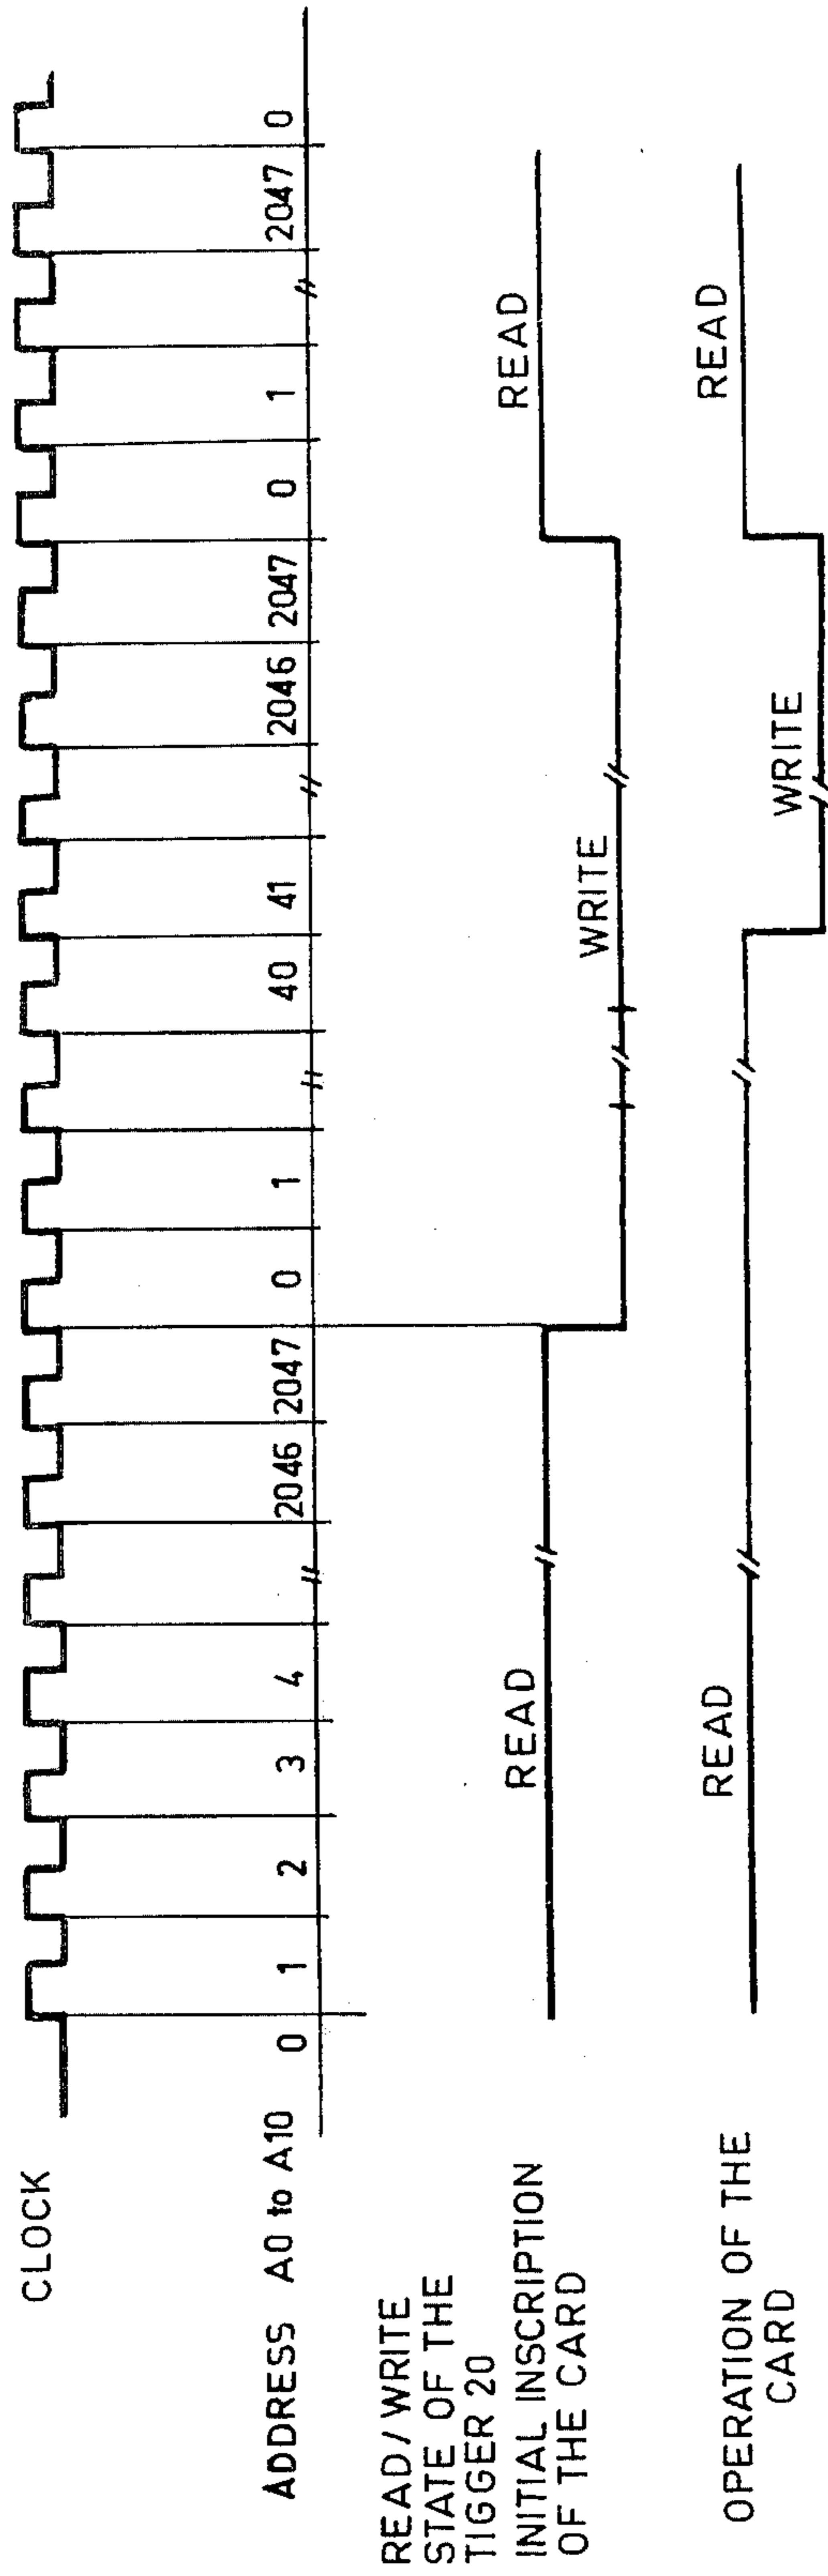 CLOCK
ADDRESS A0 to A10
0 1 2 3 4 // 2046 2047 0 1 // 40 41 // 2046 2047 0 1 // 2047 0
READ/WRITE
STATE OF THE
TIGGER 20
INITIAL INSCRIPTION
OF THE CARD
READ WRITE READ
OPERATION OF THE
CARD
READ WRITE READ